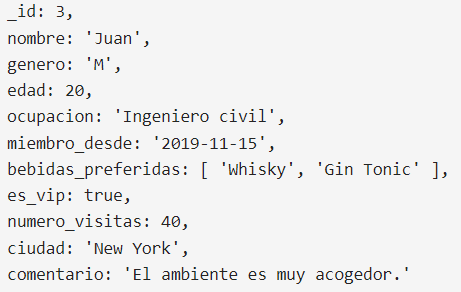 _id: 3,
nombre: 'Juan',
genero: 'M',
edad: 20,
ocupacion: 'Ingeniero civil',
miembro_desde: '2019-11-15',
bebidas_preferidas: [ 'Whisky', 'Gin Tonic' ],
es_vip: true,
numero_visitas: 40,
ciudad: 'New York',
comentario: 'El ambiente es muy acogedor.'